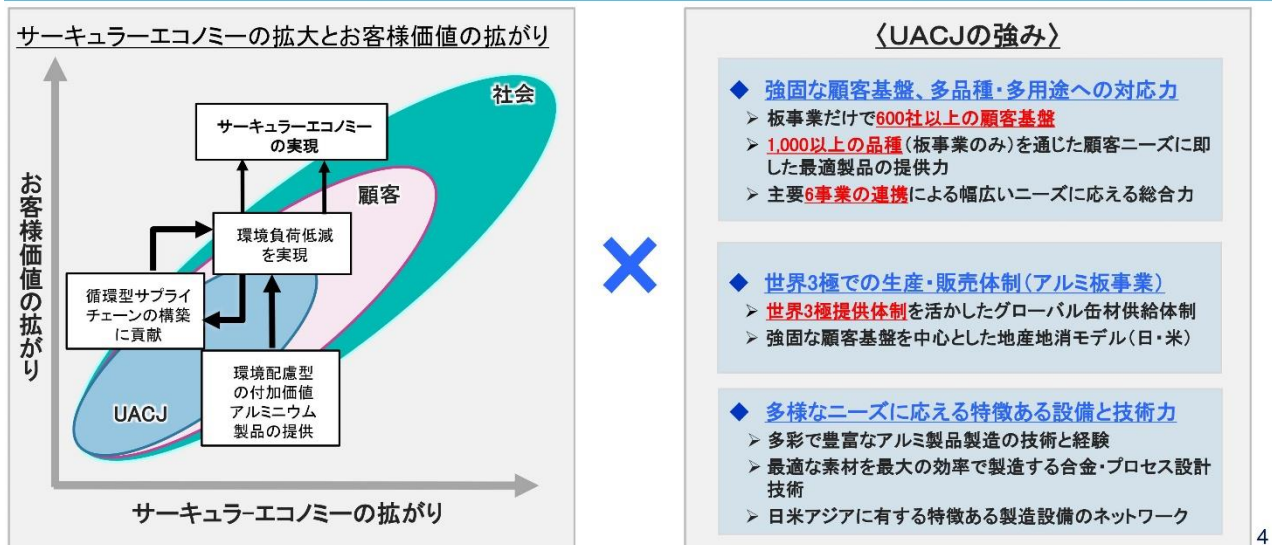 サーキュラーエコノミーの拡大とお客様価値の拡がり
社会
サーキュラーエコノミー
の実現
顧客
環境負荷低減
を実現
循環型サプライ
チェーンの構築
に貢献
環境配慮型
の付加価値
アルミニウム
製品の提供
UACJ
お客様価値の拡がり
サーキュラーエコノミーの拡がり
×
〈UACJの強み〉
◆ 強固な顧客基盤、多品種・多用途への対応力
➢ 板事業だけで600社以上の顧客基盤
➢ 1,000以上の品種(板事業のみ)を通じた顧客ニーズに即
した最適製品の提供力
➢ 主要6事業の連携による幅広いニーズに応える総合力
◆ 世界3極での生産・販売体制(アルミ板事業)
➢ 世界3極提供体制を活かしたグローバル缶材供給体制
➢ 強固な顧客基盤を中心とした地産地消モデル(日・米)
◆ 多様なニーズに応える特徴ある設備と技術力
➢ 多彩で豊富なアルミ製品製造の技術と経験
➢ 最適な素材を最大の効率で製造する合金・プロセス設計
技術
➢ 日米アジアに有する特徴ある製造設備のネットワーク
4